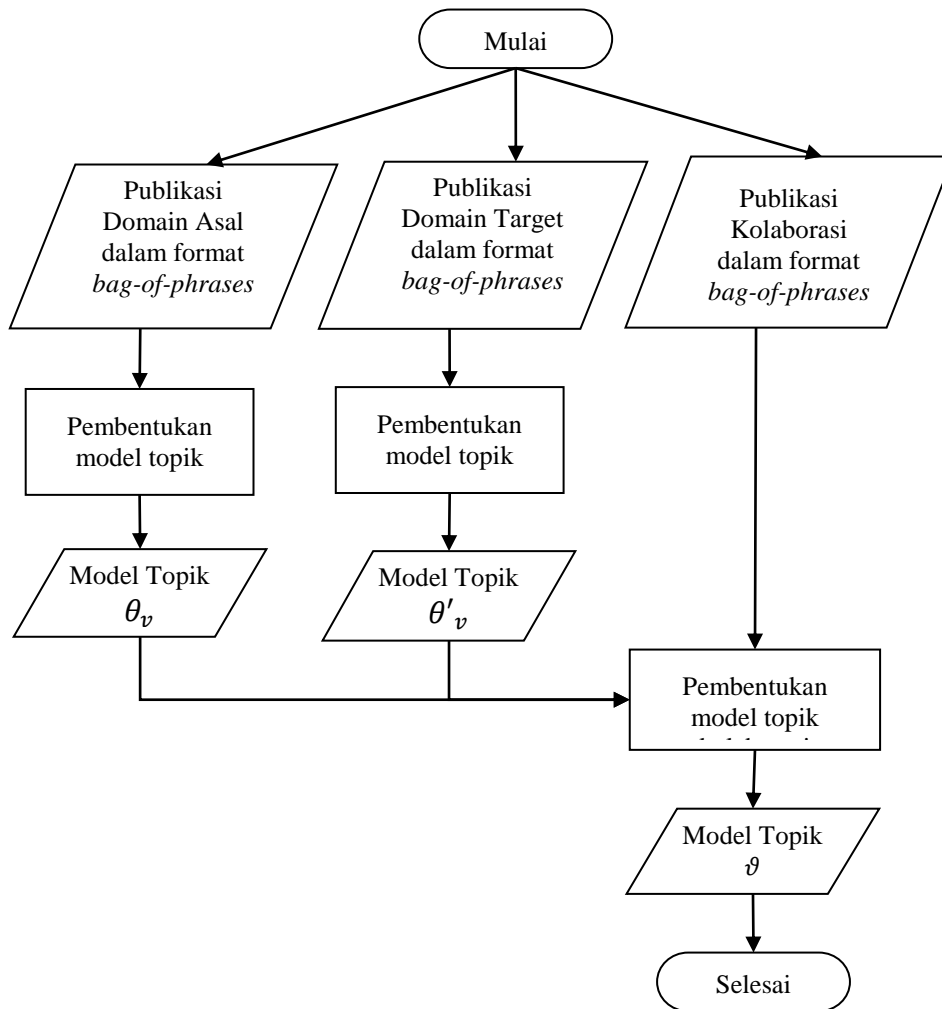 Mulai
Publikasi
Domain Asal
dalam format
bag-of-phrases
Publikasi
Domain Target
dalam format
bag-of-phrases
Publikasi
Kolaborasi
dalam format
bag-of-phrases
Pembentukan
model topik
Pembentukan
model topik
Model Topik
θᵥ
Model Topik
θ'ᵥ
Pembentukan
model topik
Model Topik
ϑ
Selesai